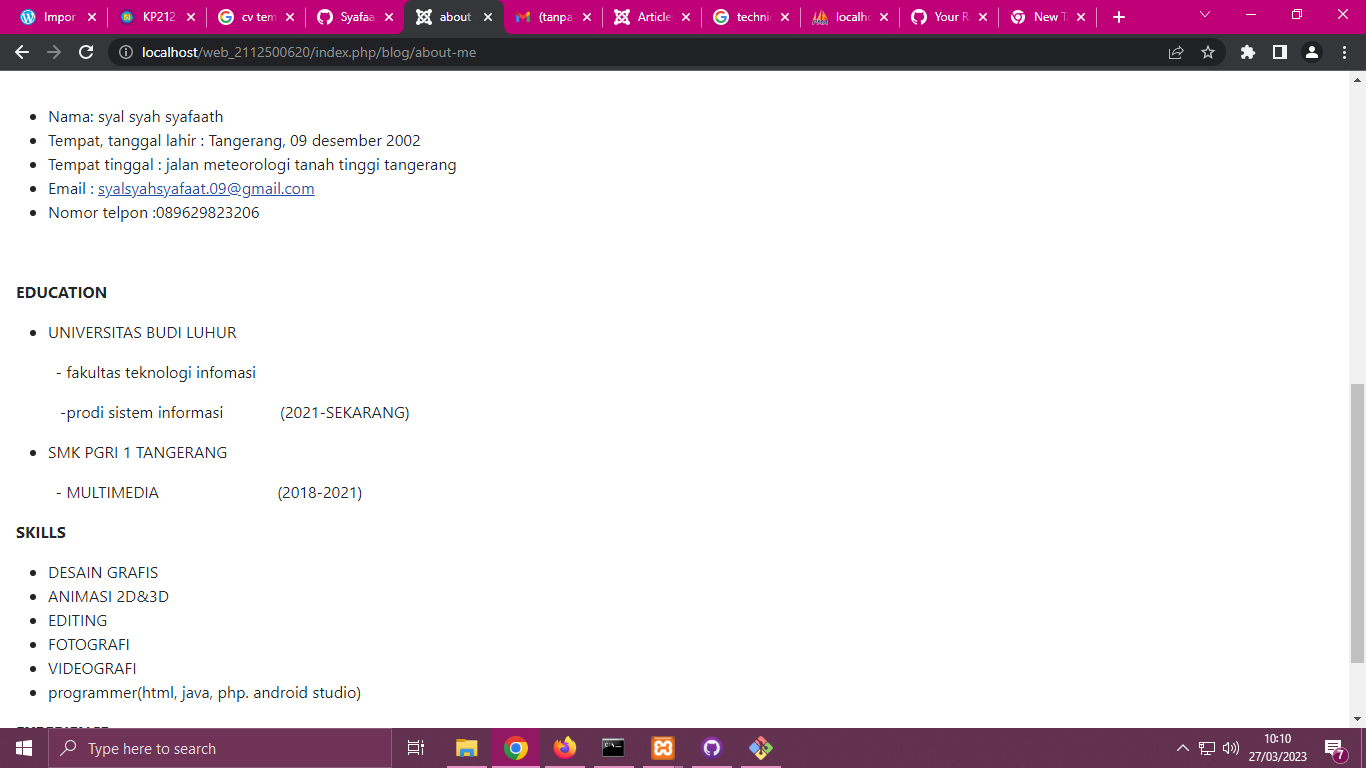 Impor
KP212
cv tem
Syafaa
about
(tanpa
Article
techni
localho
Your R
New T
localhost/web_2112500620/index.php/blog/about-me
Nama: syal syah syafaath
Tempat, tanggal lahir : Tangerang, 09 desember 2002
Tempat tinggal : jalan meteorologi tanah tinggi tangerang
Email : syalsyahsyafaat.09@gmail.com
Nomor telpon :089629823206
EDUCATION
UNIVERSITAS BUDI LUHUR
- fakultas teknologi infomasi
-prodi sistem informasi (2021-SEKARANG)
SMK PGRI 1 TANGERANG
- MULTIMEDIA (2018-2021)
SKILLS
DESAIN GRAFIS
ANIMASI 2D&3D
EDITING
FOTOGRAFI
VIDEOGRAFI
programmer(html, java, php. android studio)
Type here to search
10:10
27/03/2023
7